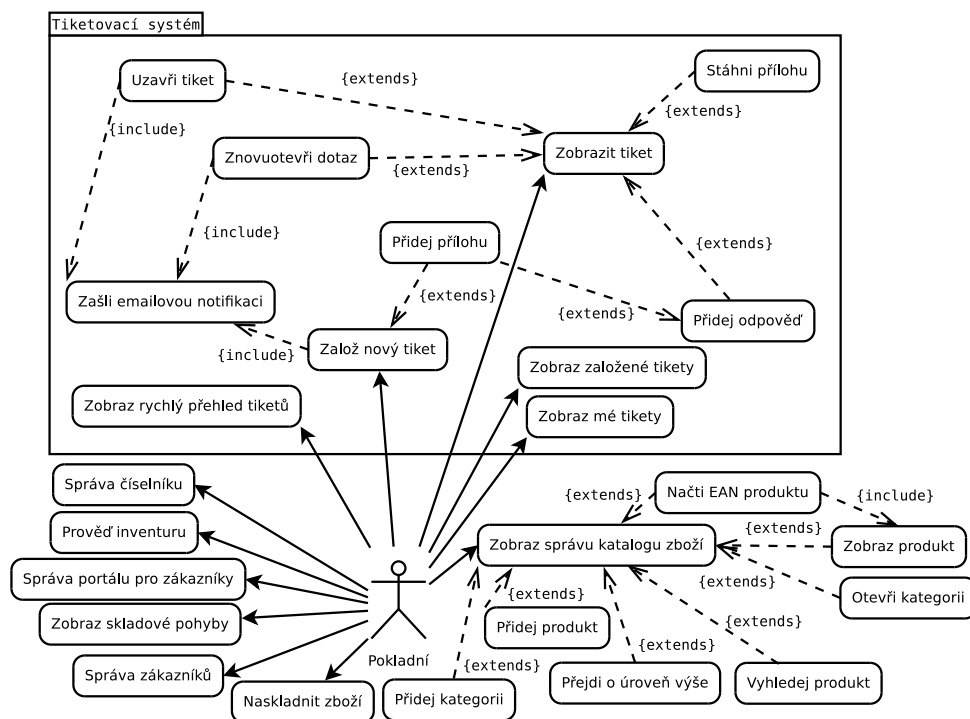 Tiketovací systém
Uzavři tiket
{extends}
Stáhni přílohu
{include}
{extends}
Znovuotevři dotaz
{extends}
Zobrazit tiket
{include}
Přidej přílohu
{extends}
Zašli emailovou notifikaci
{extends}
{extends}
Přidej odpověď
{include}
Založ nový tiket
Zobraz založené tikety
Zobraz rychlý přehled tiketů
Zobraz mé tikety
Správa číselníku
{extends}
Načti EAN produktu
{include}
Prověď inventuru
Zobraz správu katalogu zboží
{extends}
Zobraz produkt
Správa portálu pro zákazníky
{extends}
Otevři kategorii
Zobraz skladové pohyby
{extends}
Přidej produkt
{extends}
Správa zákazníků
Pokladní
{extends}
{extends}
Naskladnit zboží
Přidej kategorii
Přejdi o úroveň výše
Vyhledej produkt